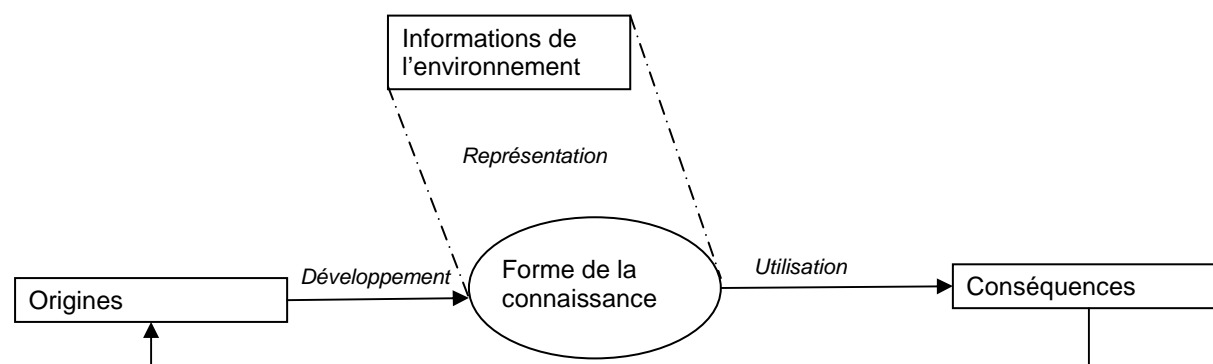 Informations de
l'environnement
Représentation
Développement
Forme de la
connaissance
Utilisation
Origines
Conséquences